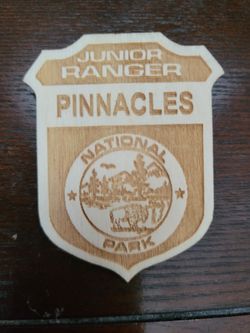 JUNIOR
RANGER
PINNACLES
NATIONAL
PARK